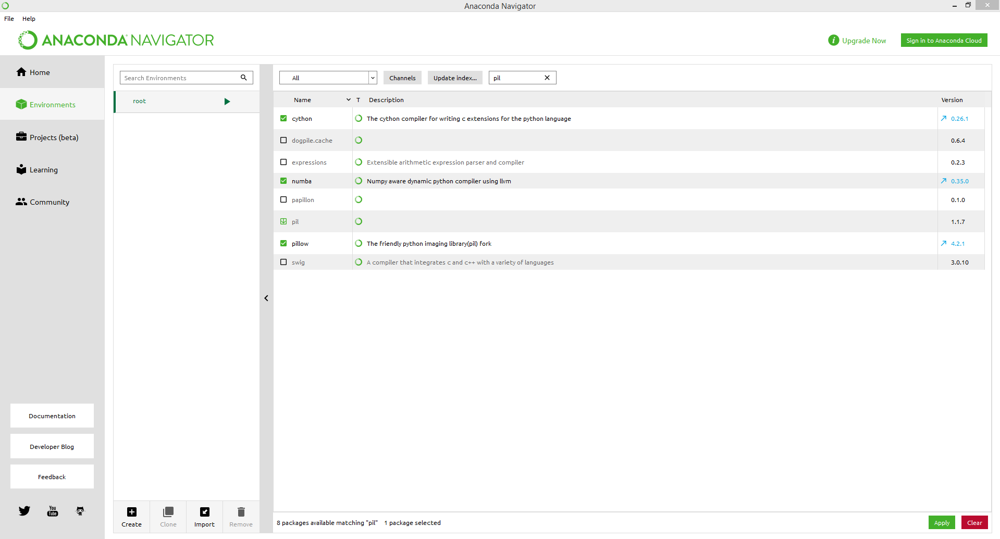 Anaconda Navigator
File Help
ANACONDA NAVIGATOR
Upgrade Now
Sign in to Anaconda Cloud
Home
Environments
Projects (beta)
Learning
Community
Documentation
Developer Blog
Feedback
Search Environments
root
Create Clone Import Remove
All Channels Update index... pil
Name T Description Version
cython The cython compiler for writing c extensions for the python language 0.26.1
dogpile.cache 0.6.4
expressions Extensible arithmetic expression parser and compiler 0.2.3
numba Numpy aware dynamic python compiler using llvm 0.35.0
papillon 0.1.0
pil 1.1.7
pillow The friendly python imaging library(pil) fork 4.2.1
swig A compiler that integrates c and c++ with a variety of languages 3.0.10
8 packages available matching "pil" 1 package selected
Apply Clear
You
Tube